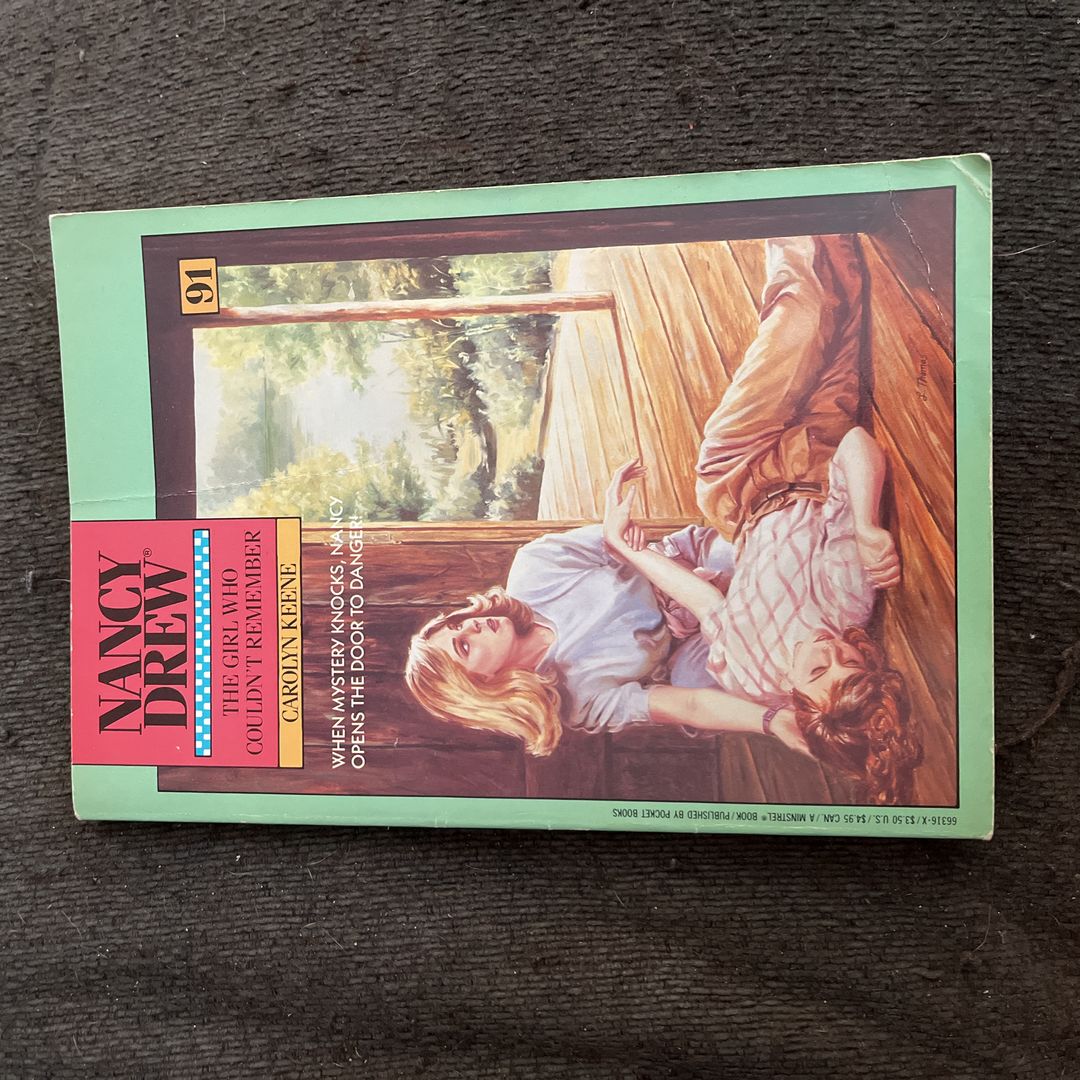 NANCY
DREW®
THE GIRL WHO
COULDN'T REMEMBER
CAROLYN KEENE
91
WHEN MYSTERY KNOCKS, NANCY
OPENS THE DOOR TO DANGER!
66316-X/$3.50 U.S./$4.95 CAN./A MINSTREL® BOOK/PUBLISHED BY POCKET BOOKS